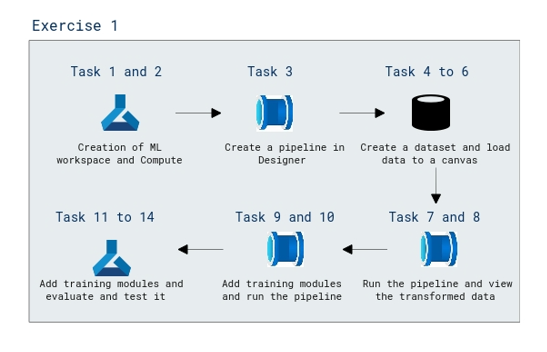 Exercise 1
Task 1 and 2
Creation of ML
workspace and Compute
Task 3
Create a pipeline in
Designer
Task 4 to 6
Create a dataset and load
data to a canvas
Task 7 and 8
Run the pipeline and view
the transformed data
Task 9 and 10
Add training modules
and run the pipeline
Task 11 to 14
Add training modules and
evaluate and test it